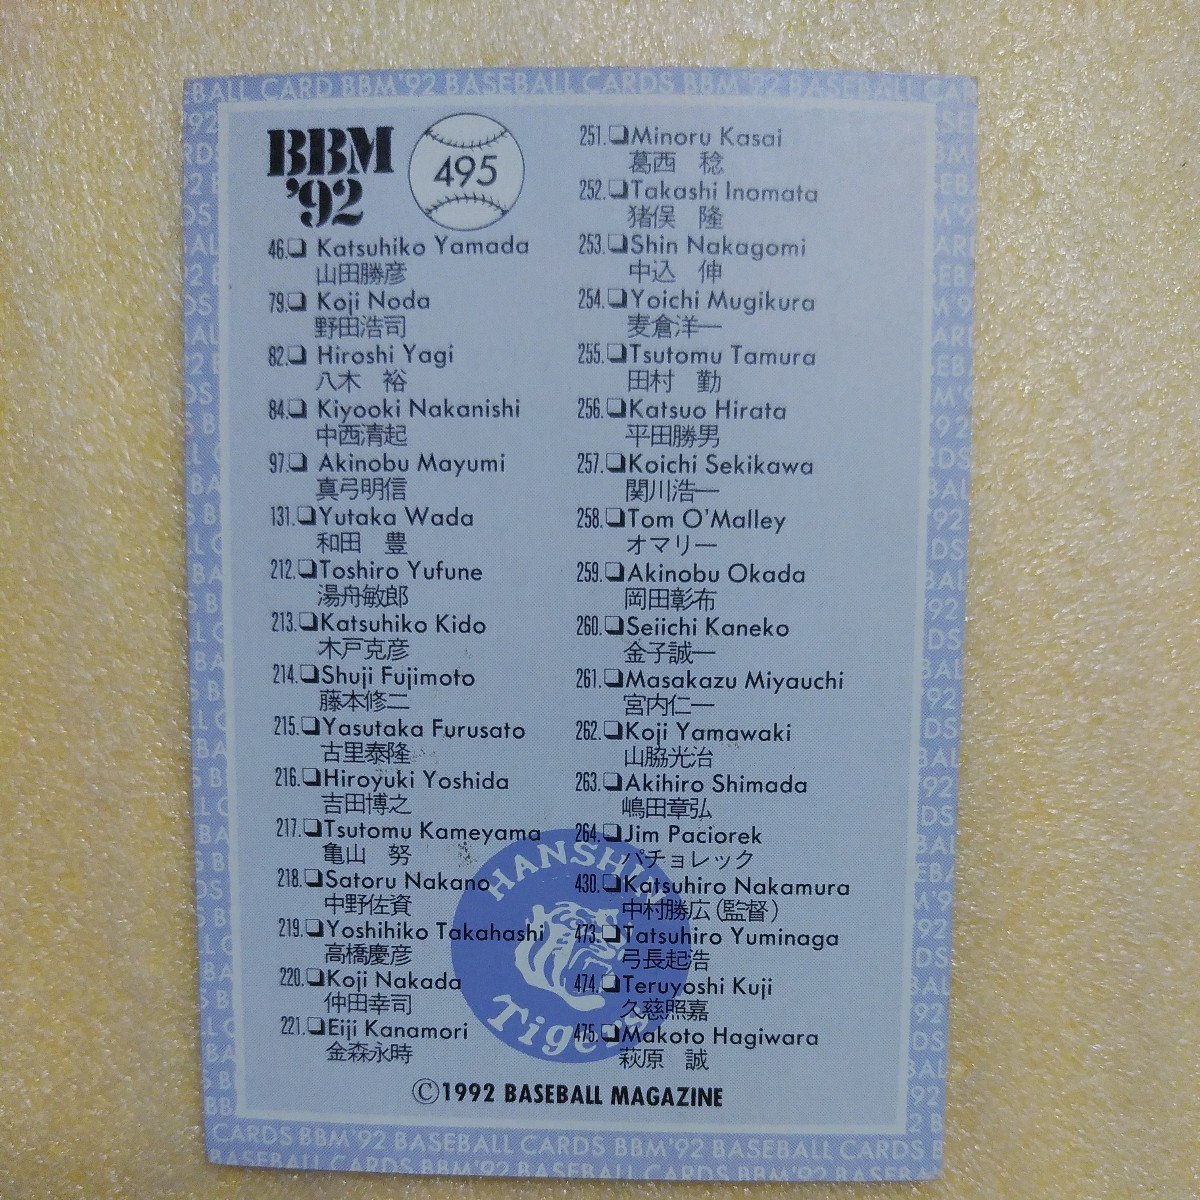 BALL CARD BBM'92 BASEBALL CARDS BBM'92 BASEBALL CA
BBM
'92
495
46.❏ Katsuhiko Yamada
山田勝彦
79.❏ Koji Noda
野田浩司
82.❏ Hiroshi Yagi
八木 裕
84.❏ Kiyooki Nakanishi
中西清起
97.❏ Akinobu Mayumi
真弓明信
131.❏Yutaka Wada
和田 豊
212.❏Toshiro Yufune
湯舟敏郎
213.❏Katsuhiko Kido
木戸克彦
214.❏Shuji Fujimoto
藤本修二
215.❏Yasutaka Furusato
古里泰隆
216.❏Hiroyuki Yoshida
吉田博之
217.❏Tsutomu Kameyama
亀山 努
218.❏Satoru Nakano
中野佐資
219.❏Yoshihiko Takahashi
高橋慶彦
220.❏Koji Nakada
仲田幸司
221.❏Eiji Kanamori
金森永時
251.❏Minoru Kasai
葛西 稔
252.❏Takashi Inomata
猪俣 隆
253.❏Shin Nakagomi
中込 伸
254.❏Yoichi Mugikura
麦倉洋一
255.❏Tsutomu Tamura
田村 勤
256.❏Katsuo Hirata
平田勝男
257.❏Koichi Sekikawa
関川浩一
258.❏Tom O'Malley
オマリー
259.❏Akinobu Okada
岡田彰布
260.❏Seiichi Kaneko
金子誠一
261.❏Masakazu Miyauchi
宮内仁一
262.❏Koji Yamawaki
山脇光治
263.❏Akihiro Shimada
嶋田章弘
264.❏Jim Paciorek
パチョレック
430.❏Katsuhiro Nakamura
中村勝広(監督)
473.❏Tatsuhiro Yuminaga
弓長起浩
474.❏Teruyoshi Kuji
久慈照嘉
475.❏Makoto Hagiwara
萩原 誠
HANSHIN
Tigers
©1992 BASEBALL MAGAZINE
CARDS BBM'92 BASEBALL CARDS BBM'92 BASEBALL CARDS